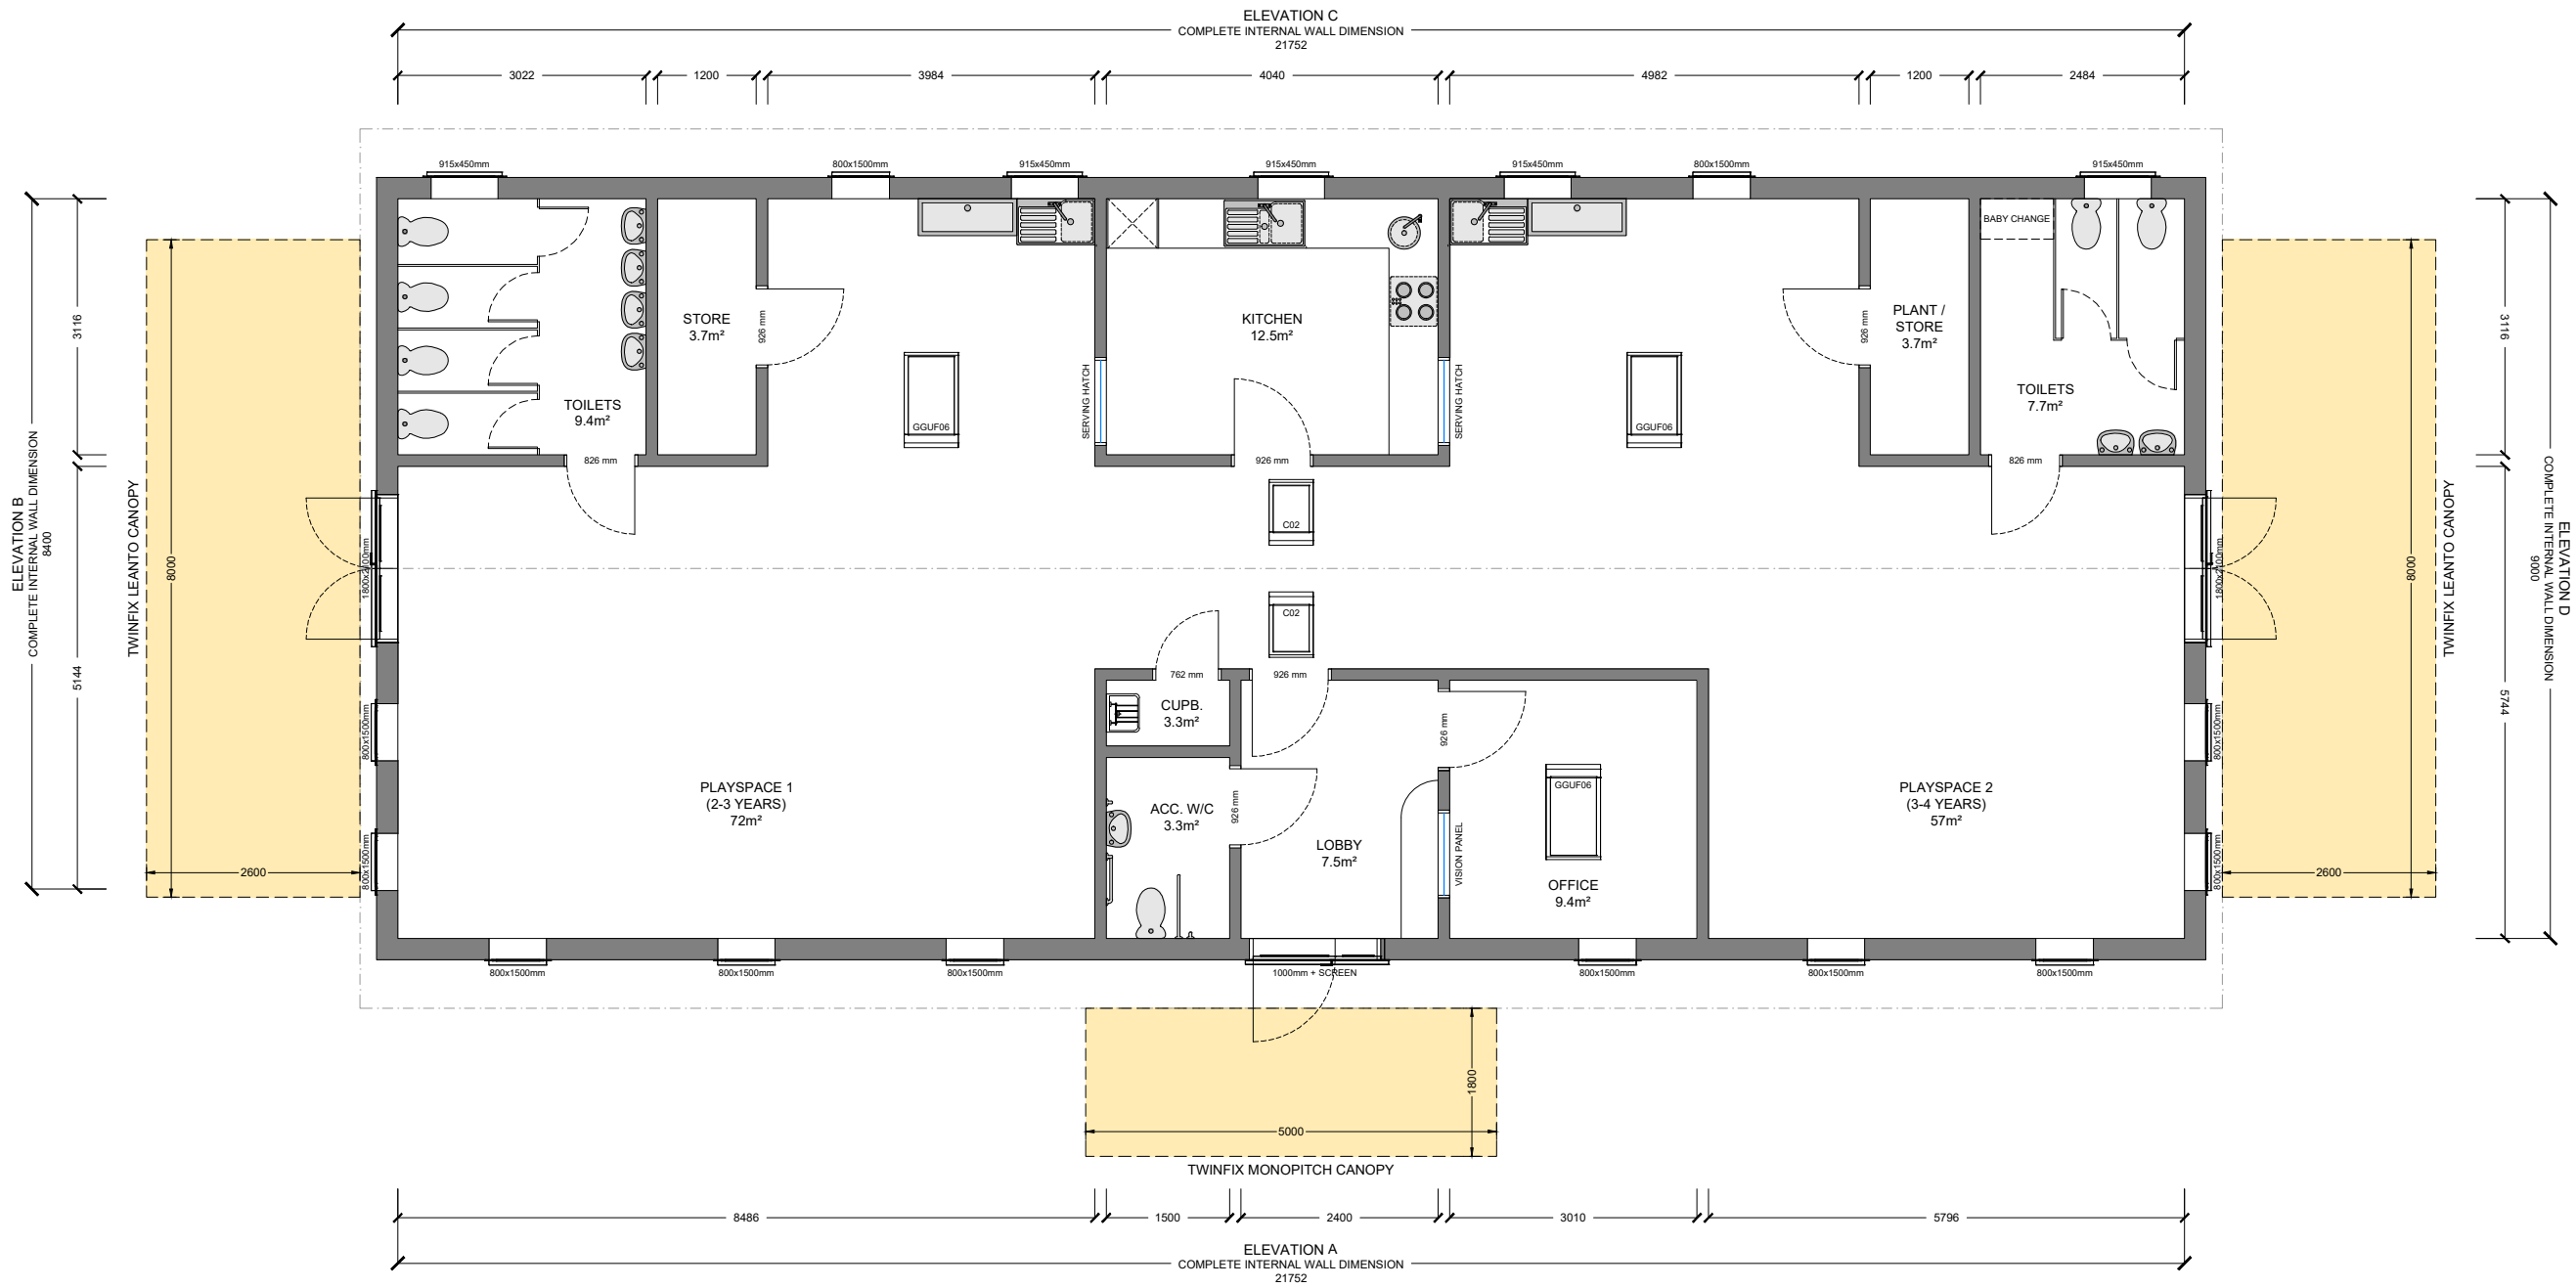 ELEVATION C
COMPLETE INTERNAL WALL DIMENSION
21752
3022
1200
3984
4040
4982
1200
2484
915x450mm
800x1500mm
915x450mm
915x450mm
915x450mm
800x1500mm
915x450mm
ELEVATION B
COMPLETE INTERNAL WALL DIMENSION
8400
3116
5144
TWINFIX LEANTO CANOPY
8000
2600
TOILETS
9.4m²
826 mm
STORE
3.7m²
926 mm
GGUF06
SERVING HATCH
KITCHEN
12.5m²
926 mm
SERVING HATCH
GGUF06
926 mm
PLANT /
STORE
3.7m²
BABY CHANGE
TOILETS
7.7m²
826 mm
C02
C02
1800x2100mm
800x1500mm
800x1500mm
PLAYSPACE 1
(2-3 YEARS)
72m²
762 mm
CUPB.
3.3m²
ACC. W/C
3.3m²
926 mm
926 mm
LOBBY
7.5m²
926 mm
VISION PANEL
GGUF06
OFFICE
9.4m²
PLAYSPACE 2
(3-4 YEARS)
57m²
1800x2100mm
800x1500mm
800x1500mm
8000
2600
TWINFIX LEANTO CANOPY
3116
5744
ELEVATION D
COMPLETE INTERNAL WALL DIMENSION
9000
800x1500mm
800x1500mm
800x1500mm
1000mm + SCREEN
800x1500mm
800x1500mm
800x1500mm
1800
5000
TWINFIX MONOPITCH CANOPY
8486
1500
2400
3010
5796
ELEVATION A
COMPLETE INTERNAL WALL DIMENSION
21752